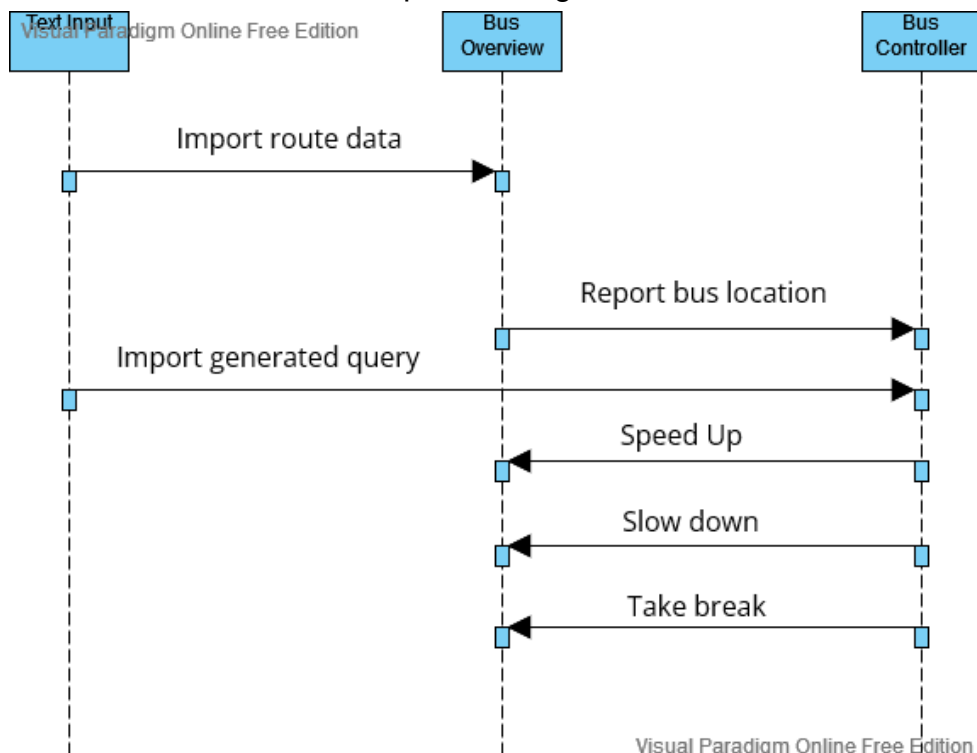 Text Input
Visual Paradigm Online Free Edition
Bus
Overview
Bus
Controller
Import route data
Report bus location
Import generated query
Speed Up
Slow down
Take break
Visual Paradigm Online Free Edition